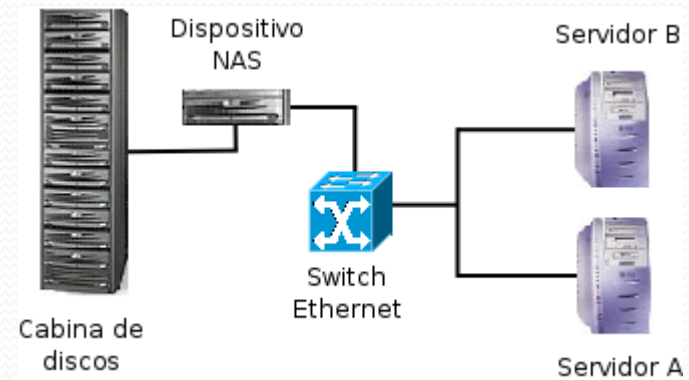 Dispositivo
NAS
Servidor B
Switch
Ethernet
Cabina de
discos
Servidor A